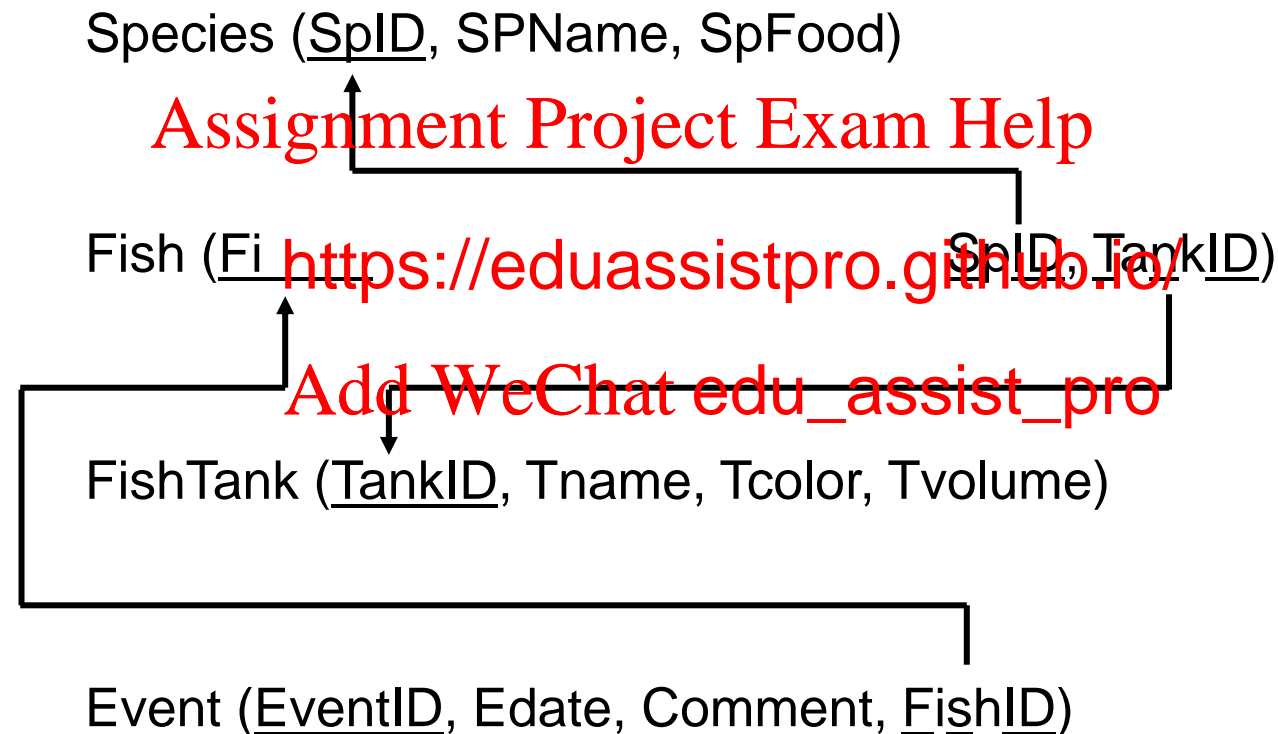 Species (SpID, SPName, SpFood)
Assignment Project Exam Help
Fish (Fi https://eduassistpro.github.io/ SpID, TankID)
Add WeChat edu_assist_pro
FishTank (TankID, Tname, Tcolor, Tvolume)
Event (EventID, Edate, Comment, FishID)